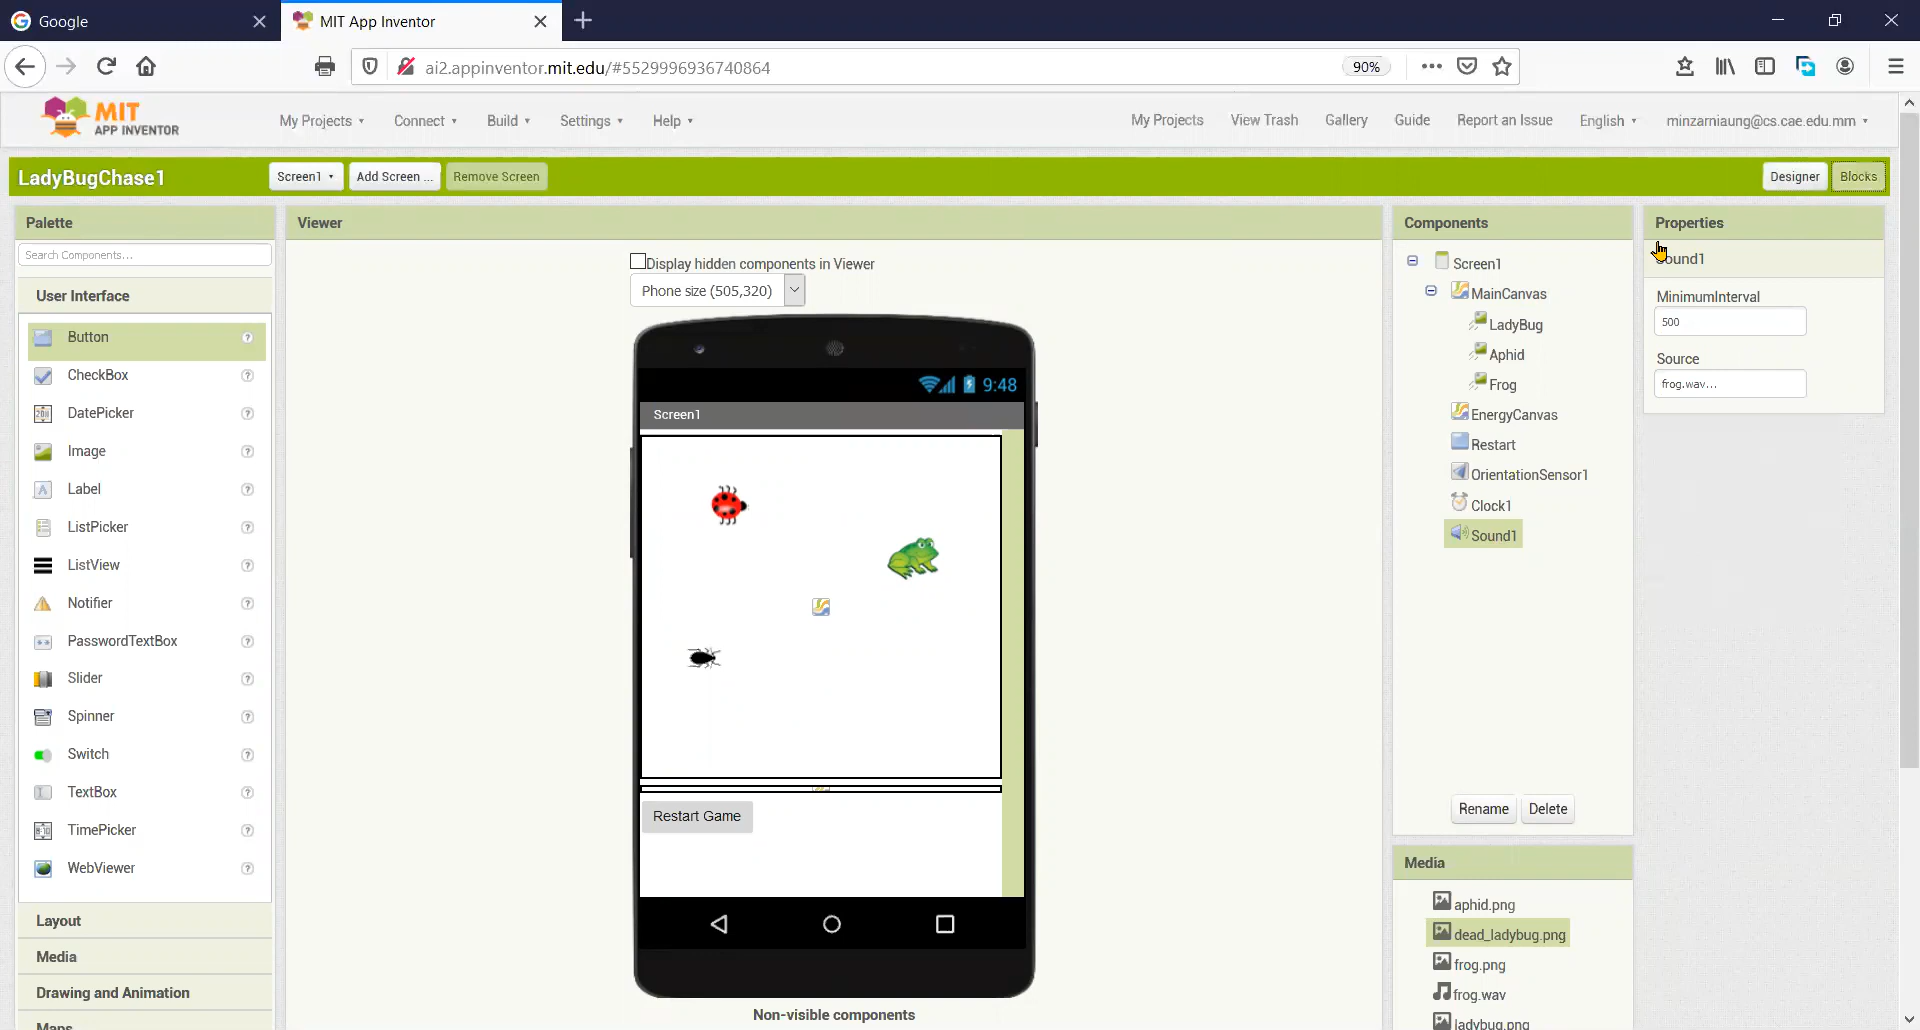 Google
MIT App Inventor
ai2.appinventor.mit.edu/#5529996936740864
90%
MIT
APP INVENTOR
My Projects
Connect
Build
Settings
Help
My Projects
View Trash
Gallery
Guide
Report an Issue
English
minzarniaung@cs.cae.edu.mm
LadyBugChase1
Screen1
Add Screen ...
Remove Screen
Designer
Blocks
Palette
Search Components...
User Interface
Button
CheckBox
DatePicker
Image
Label
ListPicker
ListView
Notifier
PasswordTextBox
Slider
Spinner
Switch
TextBox
TimePicker
WebViewer
Layout
Media
Drawing and Animation
Maps
Viewer
Display hidden components in Viewer
Phone size (505,320)
9:48
Screen1
Restart Game
Non-visible components
Components
Screen1
MainCanvas
LadyBug
Aphid
Frog
EnergyCanvas
Restart
OrientationSensor1
Clock1
Sound1
Rename
Delete
Media
aphid.png
dead_ladybug.png
frog.png
frog.wav
ladybug.png
Properties
Sound1
MinimumInterval
500
Source
frog.wav...